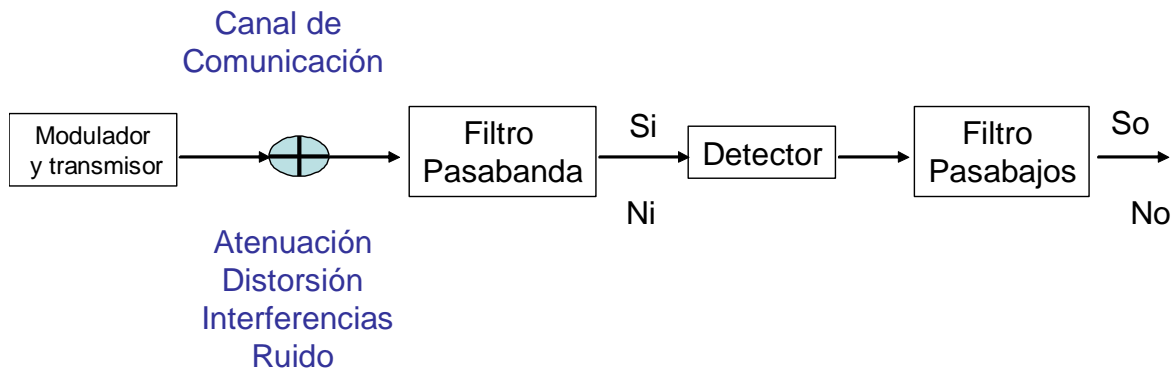 Canal de
Comunicación
Modulador
y transmisor
Filtro
Pasabanda
Si
Ni
Detector
Filtro
Pasabajos
So
No
Atenuación
Distorsión
Interferencias
Ruido